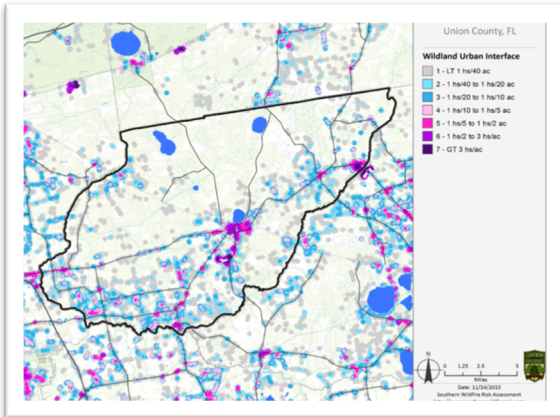 Union County, FL
Wildland Urban Interface
1 - LT 1 hs/40 ac
2 - 1 hs/40 to 1 hs/20 ac
3 - 1 hs/20 to 1 hs/10 ac
4 - 1 hs/10 to 1 hs/5 ac
5 - 1 hs/5 to 1 hs/2 ac
6 - 1 hs/2 to 3 hs/ac
7 - GT 3 hs/ac
N
0 1.25 2.5 5
Miles
Date: 11/24/2013
Southern Wildfire Risk Assessment